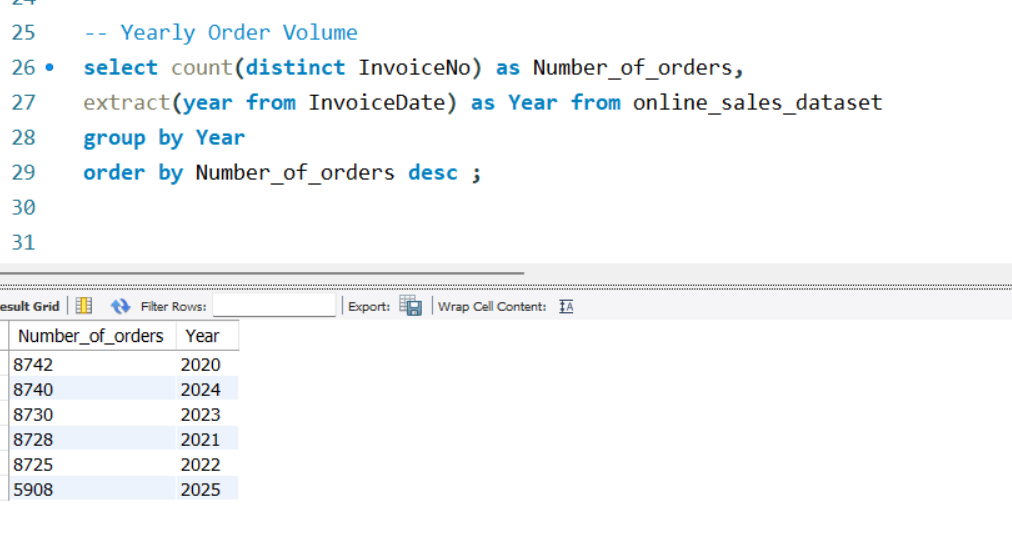 24
25 -- Yearly Order Volume
26 select count(distinct InvoiceNo) as Number_of_orders,
27 extract(year from InvoiceDate) as Year from online_sales_dataset
28 group by Year
29 order by Number_of_orders desc ;
30
31
esult Grid Filter Rows: Export: Wrap Cell Content: IA
Number_of_orders Year
8742 2020
8740 2024
8730 2023
8728 2021
8725 2022
5908 2025